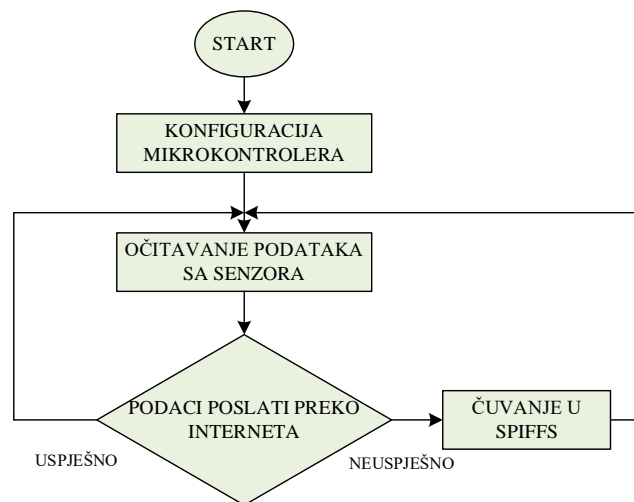 START
KONFIGURACIJA
MIKROKONTROLERA
OČITAVANJE PODATAKA
SA SENZORA
PODACI POSLATI PREKO
INTERNETA
ČUVANJE U
SPIFFS
USPJEŠNO
NEUSPJEŠNO